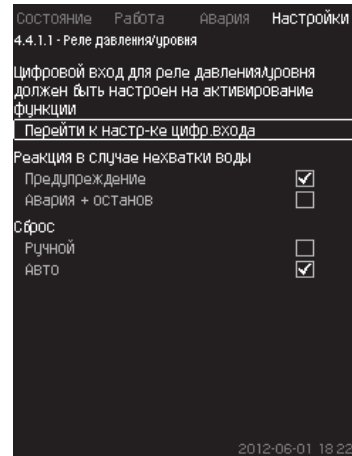 Состояние Работа Авария Настройки
4.4.1.1 - Реле давления/уровня
Цифровой вход для реле давления/уровня
должен быть настроен на активирование
функции
Перейти к настр-ке цифр.входа
Реакция в случае нехватки воды
Предупреждение
Авария + останов
Сброс
Ручной
Авто
2012-06-01 18:22